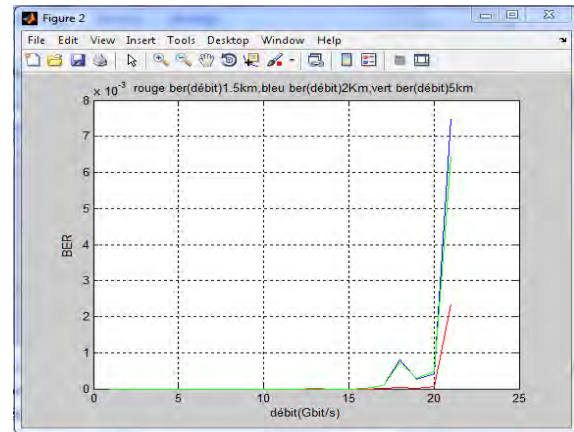 Figure 2
File Edit View Insert Tools Desktop Window Help
× 10⁻³ rouge ber(débit)1.5km,bleu ber(débit)2Km,vert ber(débit)5km
8
7
6
5
4
3
2
1
0
BER
0 5 10 15 20 25
débit(Gbit/s)